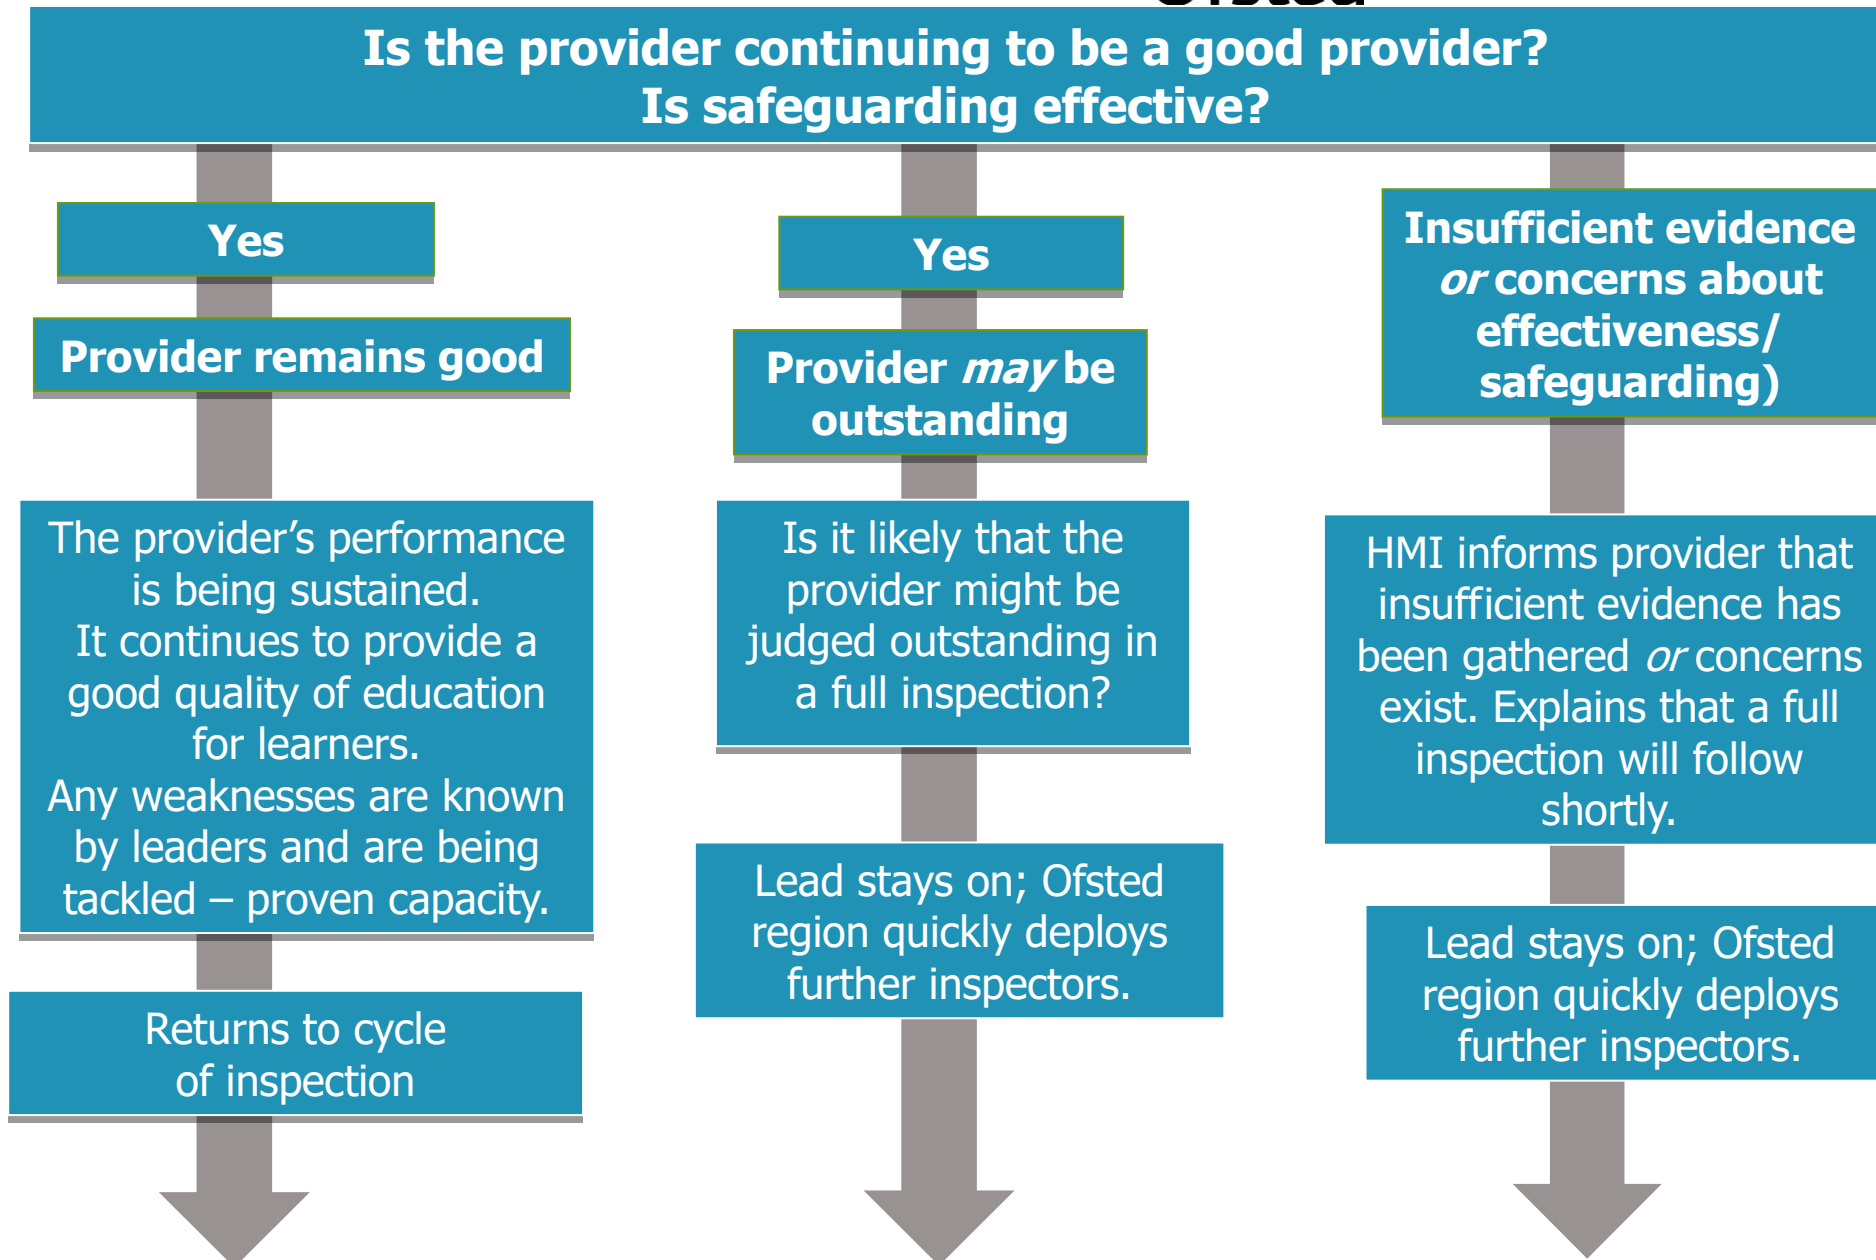 Ofsted
Is the provider continuing to be a good provider?
Is safeguarding effective?
Yes
Provider remains good
The provider’s performance
is being sustained.
It continues to provide a
good quality of education
for learners.
Any weaknesses are known
by leaders and are being
tackled – proven capacity.
Returns to cycle
of inspection
Yes
Provider may be
outstanding
Is it likely that the
provider might be
judged outstanding in
a full inspection?
Lead stays on; Ofsted
region quickly deploys
further inspectors.
Insufficient evidence
or concerns about
effectiveness/
safeguarding)
HMI informs provider that
insufficient evidence has
been gathered or concerns
exist. Explains that a full
inspection will follow
shortly.
Lead stays on; Ofsted
region quickly deploys
further inspectors.